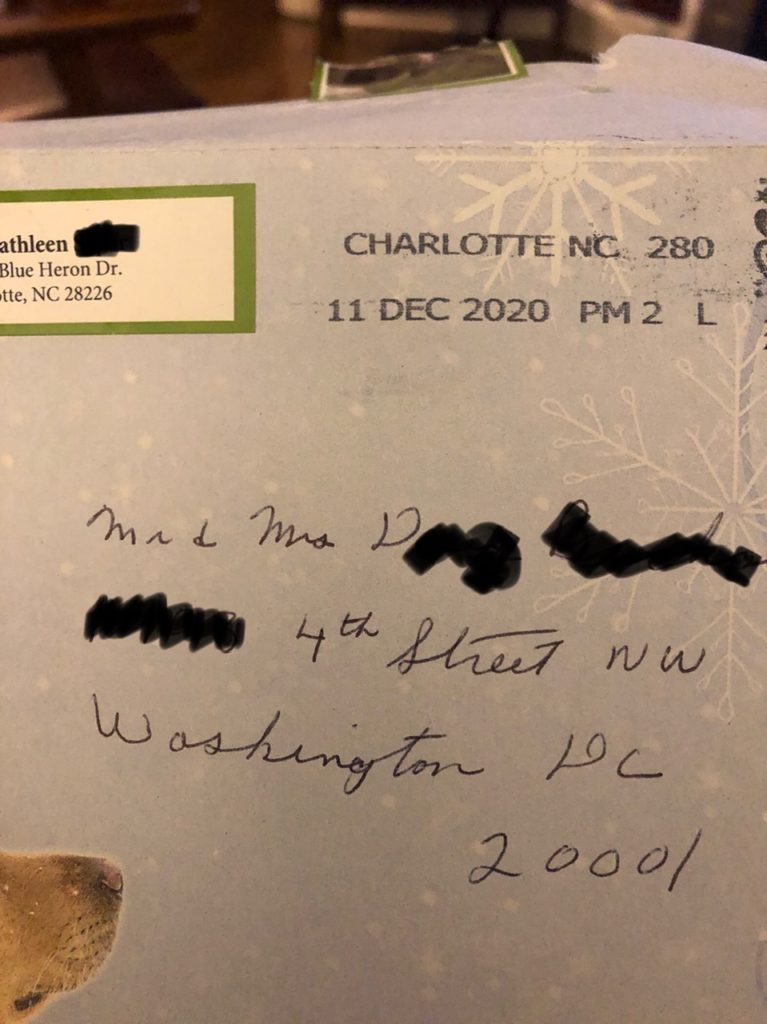 athleen
Blue Heron Dr.
otte, NC 28226
CHARLOTTE NC 280
11 DEC 2020 PM 2 L
Mr & Mrs
4th Street NW
Washington DC
20001